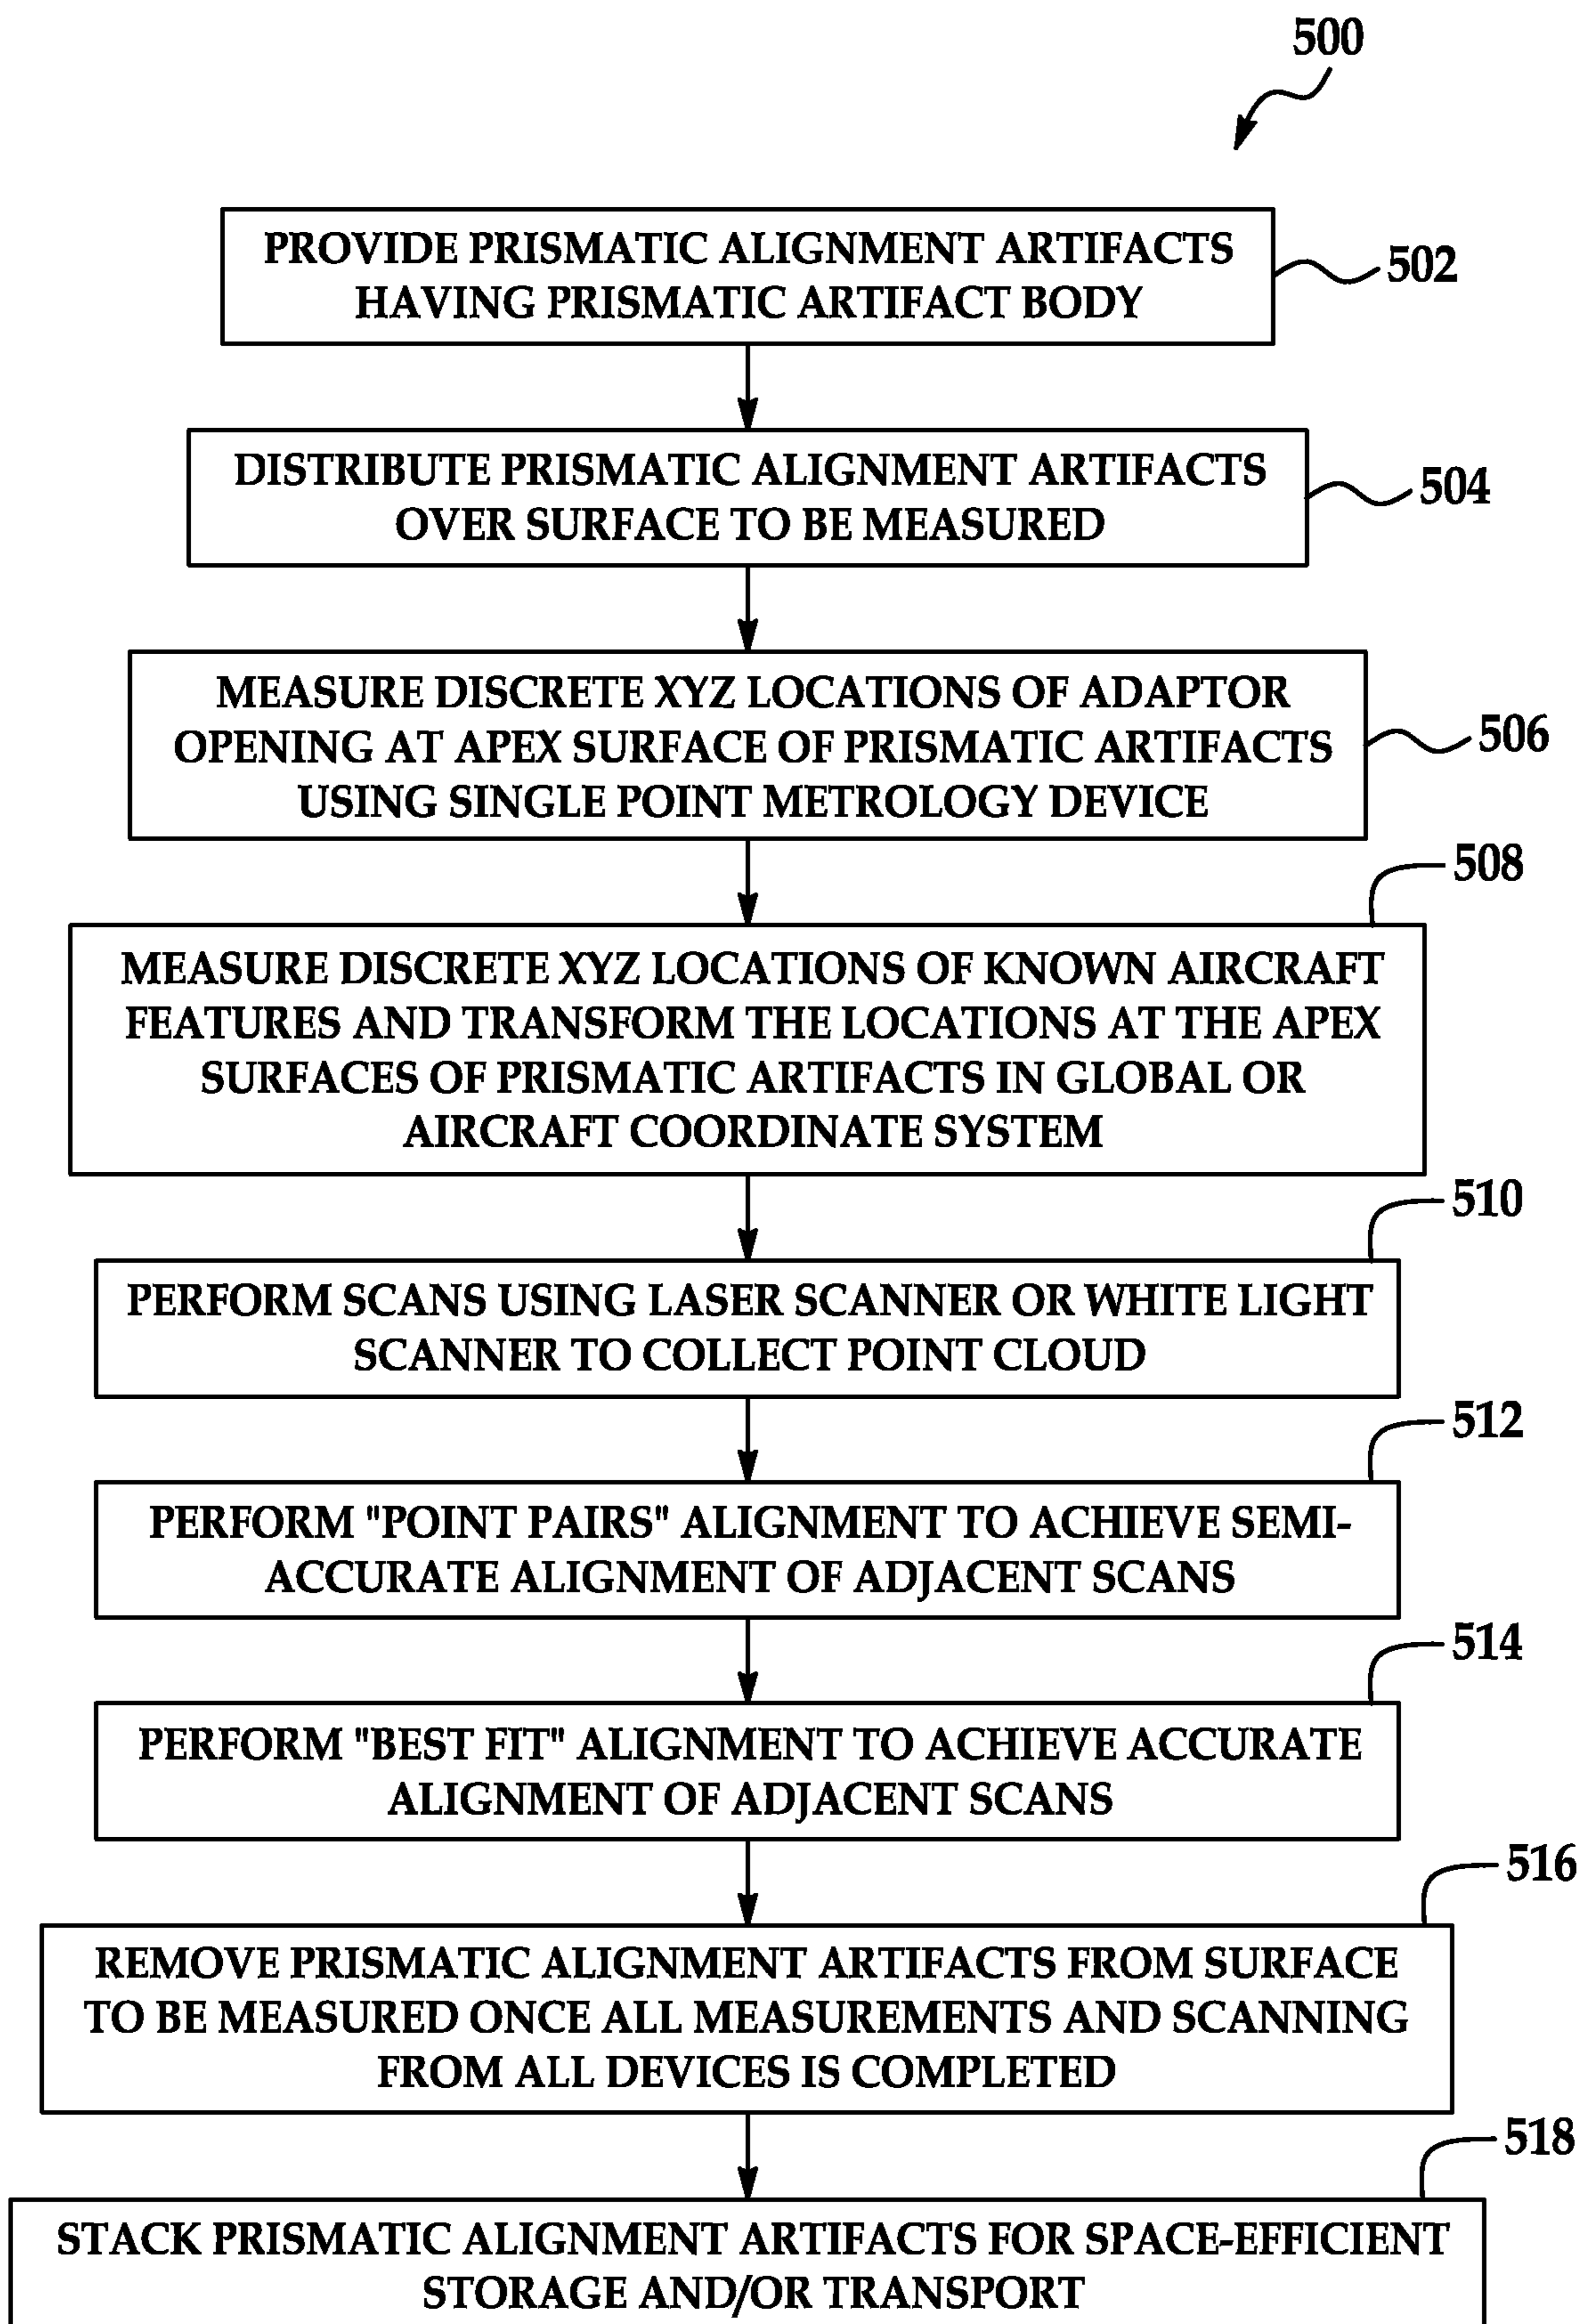 500
PROVIDE PRISMATIC ALIGNMENT ARTIFACTS
HAVING PRISMATIC ARTIFACT BODY
502
DISTRIBUTE PRISMATIC ALIGNMENT ARTIFACTS
OVER SURFACE TO BE MEASURED
504
MEASURE DISCRETE XYZ LOCATIONS OF ADAPTOR
OPENING AT APEX SURFACE OF PRISMATIC ARTIFACTS
USING SINGLE POINT METROLOGY DEVICE
506
508
MEASURE DISCRETE XYZ LOCATIONS OF KNOWN AIRCRAFT
FEATURES AND TRANSFORM THE LOCATIONS AT THE APEX
SURFACES OF PRISMATIC ARTIFACTS IN GLOBAL OR
AIRCRAFT COORDINATE SYSTEM
510
PERFORM SCANS USING LASER SCANNER OR WHITE LIGHT
SCANNER TO COLLECT POINT CLOUD
512
PERFORM "POINT PAIRS" ALIGNMENT TO ACHIEVE SEMI-
ACCURATE ALIGNMENT OF ADJACENT SCANS
514
PERFORM "BEST FIT" ALIGNMENT TO ACHIEVE ACCURATE
ALIGNMENT OF ADJACENT SCANS
516
REMOVE PRISMATIC ALIGNMENT ARTIFACTS FROM SURFACE
TO BE MEASURED ONCE ALL MEASUREMENTS AND SCANNING
FROM ALL DEVICES IS COMPLETED
518
STACK PRISMATIC ALIGNMENT ARTIFACTS FOR SPACE-EFFICIENT
STORAGE AND/OR TRANSPORT